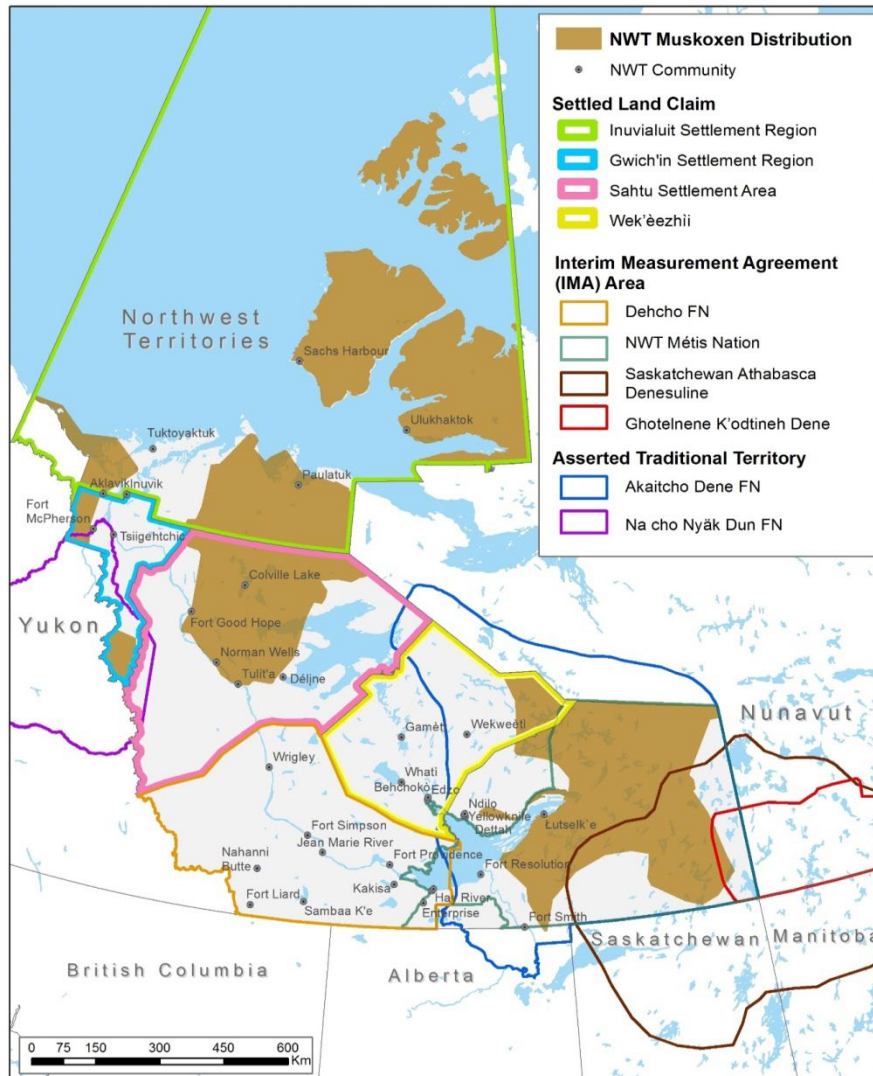 NWT Muskoxen Distribution
NWT Community
Settled Land Claim
Inuvialuit Settlement Region
Gwich'in Settlement Region
Sahtu Settlement Area
Wek'èezhii
Interim Measurement Agreement
(IMA) Area
Dehcho FN
NWT Métis Nation
Saskatchewan Athabasca
Denesuline
Ghotelnene K'odtineh Dene
Asserted Traditional Territory
Akaitcho Dene FN
Na cho Nyäk Dun FN
Northwest
Territories
Sachs Harbour
Ulukhaktok
Tuktoyaktuk
Paulatuk
Aklavik
Inuvik
Fort
McPherson
Tsiigehtchic
Colville Lake
Yukon
Fort Good Hope
Norman Wells
Tulit'a
Délįne
Nunavut
Gamètì
Wekweètì
Wrigley
Whatì
Behchokò
Edzo
Ndilo
Yellowknife
Dettah
Łutselk'e
Fort Simpson
Jean Marie River
Nahanni
Butte
Fort Providence
Fort Resolution
Kakisa
Fort Liard
Sambaa K'e
Hay River
Enterprise
Fort Smith
Saskatchewan
Manitoba
British Columbia
Alberta
0 75 150 300 450 600
Km